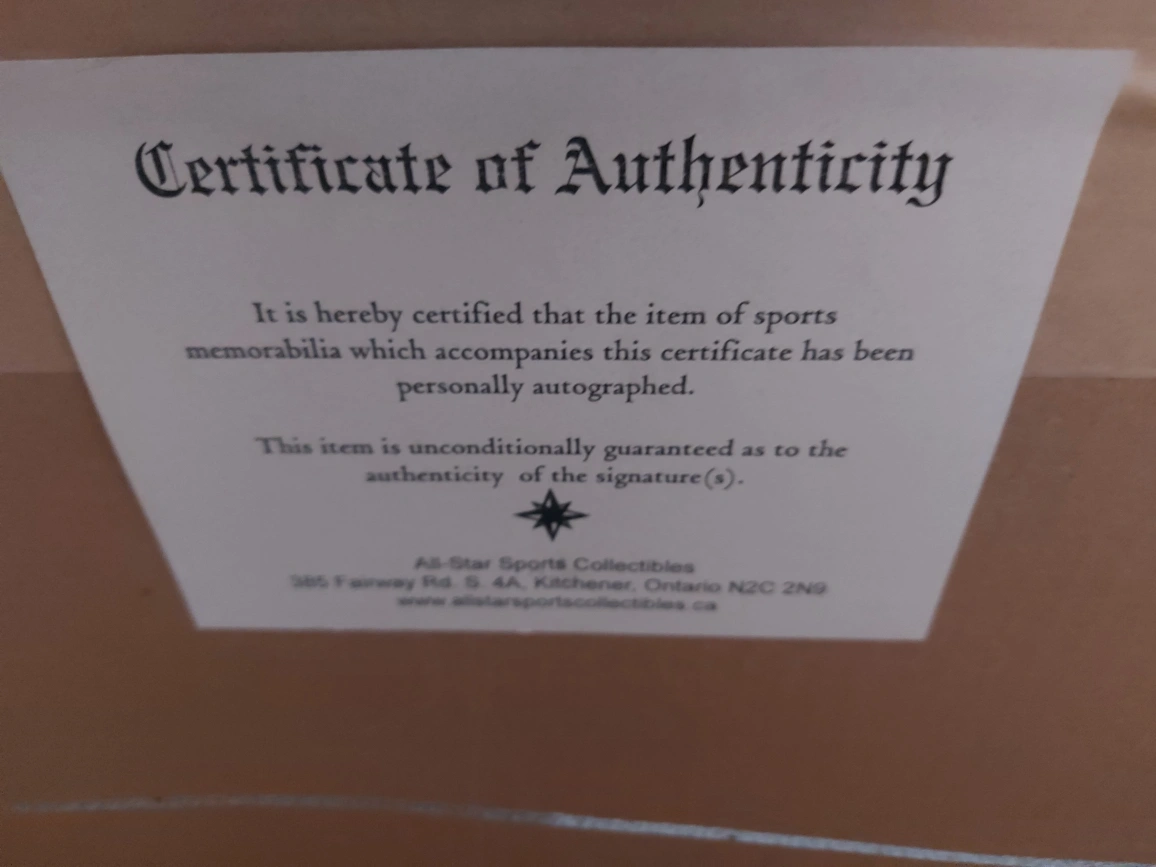 Certificate of Authenticity
It is hereby certified that the item of sports
memorabilia which accompanies this certificate has been
personally autographed.
This item is unconditionally guaranteed as to the
authenticity of the signature(s).
All-Star Sports Collectibles
385 Fairway Rd. S. 4A, Kitchener, Ontario N2C 2N9
www.allstarsportscollectibles.ca